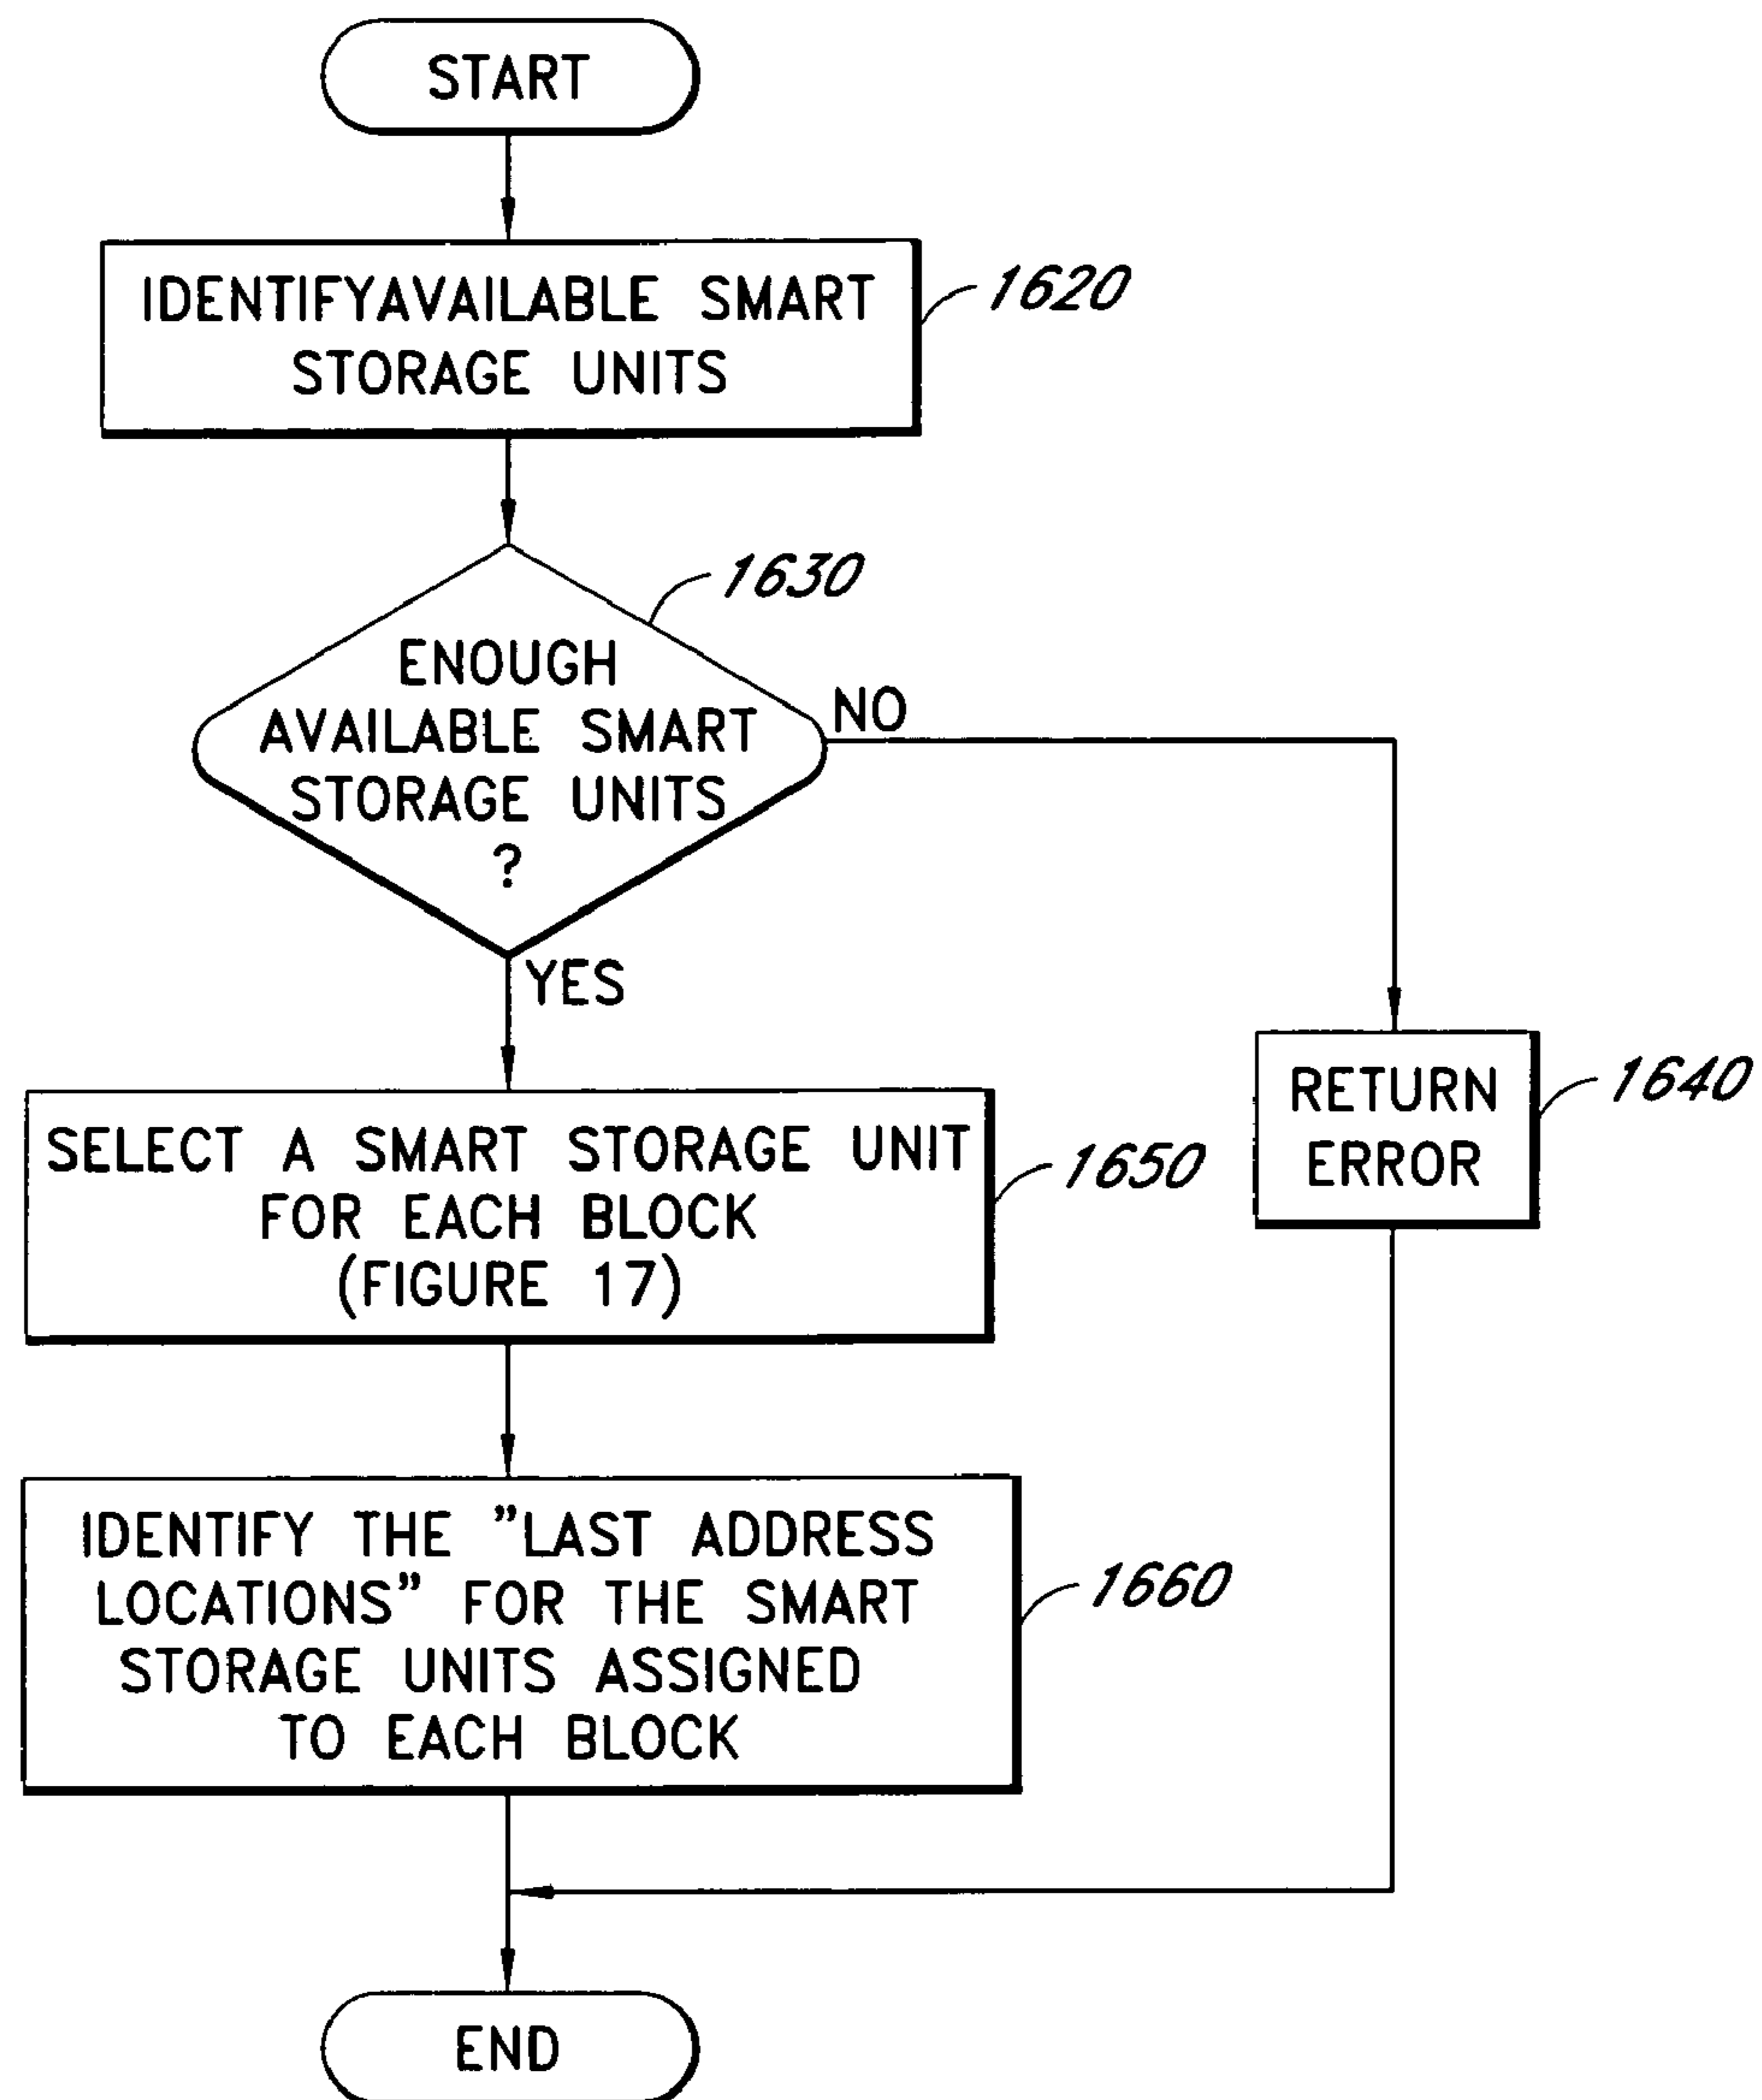 START
IDENTIFYAVAILABLE SMART
STORAGE UNITS
1620
1630
ENOUGH
AVAILABLE SMART
STORAGE UNITS
?
NO
YES
SELECT A SMART STORAGE UNIT
FOR EACH BLOCK
(FIGURE 17)
1650
RETURN
ERROR
1640
IDENTIFY THE "LAST ADDRESS
LOCATIONS" FOR THE SMART
STORAGE UNITS ASSIGNED
TO EACH BLOCK
1660
END